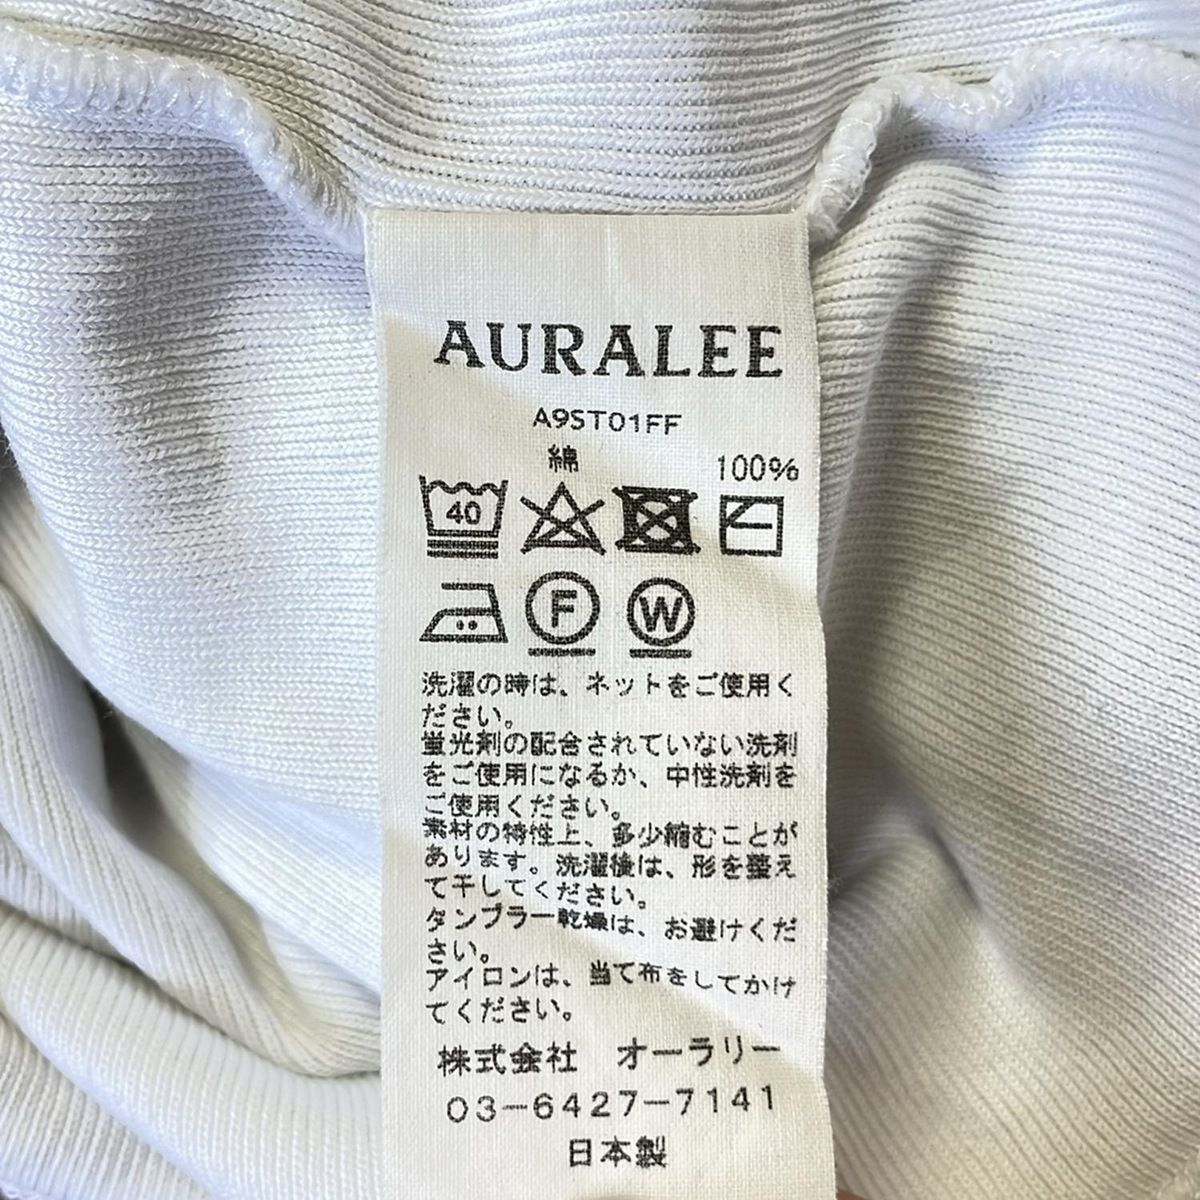 AURALEE
A9ST01FF
綿 100%
40
F W
洗濯の時は、ネットをご使用く
ださい。
蛍光剤の配合されていない洗剤
をご使用になるか、中性洗剤を
ご使用ください。
素材の特性上、多少縮むことが
あります。洗濯後は、形を整え
て干してください。
タンブラー乾燥は、お避けくだ
さい。
アイロンは、当て布をしてかけ
てください。
株式会社 オーラリー
03-6427-7141
日本製